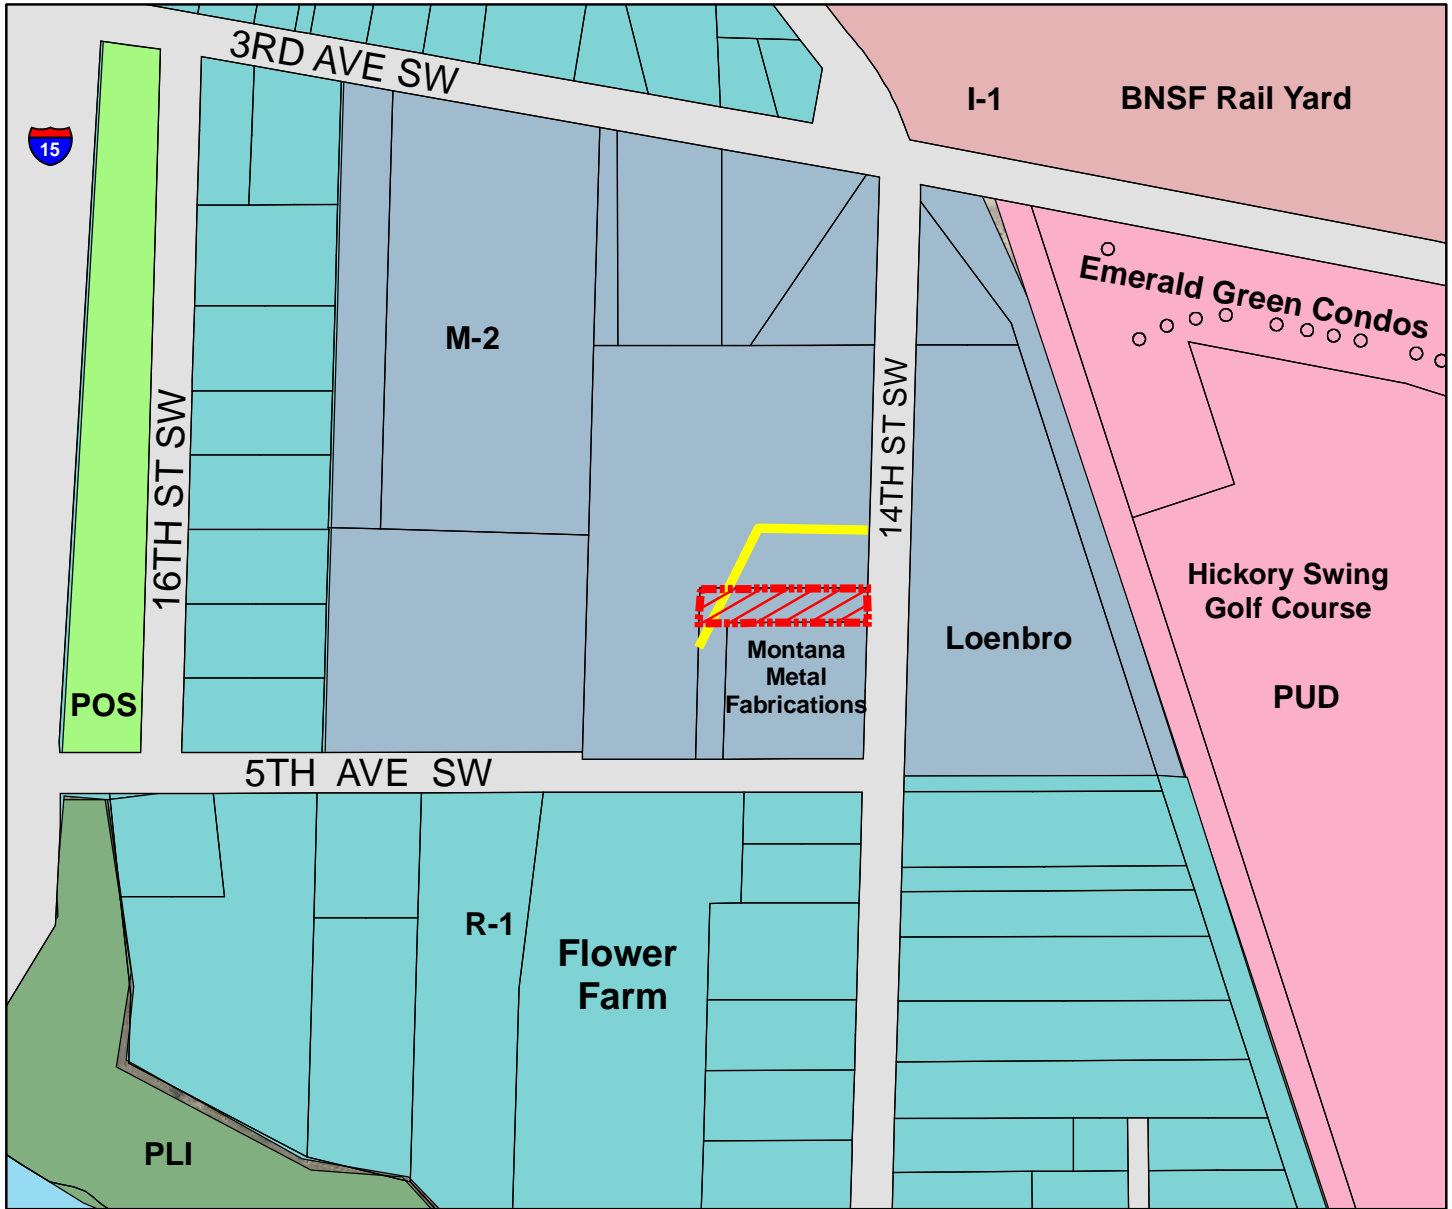 3RD AVE SW
I-1
BNSF Rail Yard
15
Emerald Green Condos
M-2
14TH ST SW
16TH ST SW
Hickory Swing
Golf Course
Loenbro
Montana
Metal
Fabrications
PUD
POS
5TH AVE SW
R-1
Flower
Farm
PLI